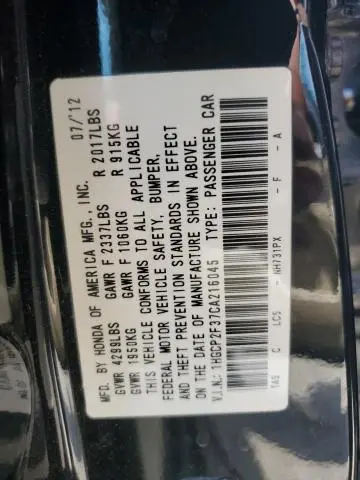 MFD. BY HONDA OF AMERICA MFG., INC. 07/'12
GVWR 4299LBS GAWR F 2337LBS R 2017LBS
GVWR 1950KG GAWR F 1060KG R 915KG
THIS VEHICLE CONFORMS TO ALL APPLICABLE
FEDERAL MOTOR VEHICLE SAFETY, BUMPER,
AND THEFT PREVENTION STANDARDS IN EFFECT
ON THE DATE OF MANUFACTURE SHOWN ABOVE.
V.I.N.: 1HGCP2F37CA216045 TYPE: PASSENGER CAR
TA5 C LC5 - NH731PX - F - A